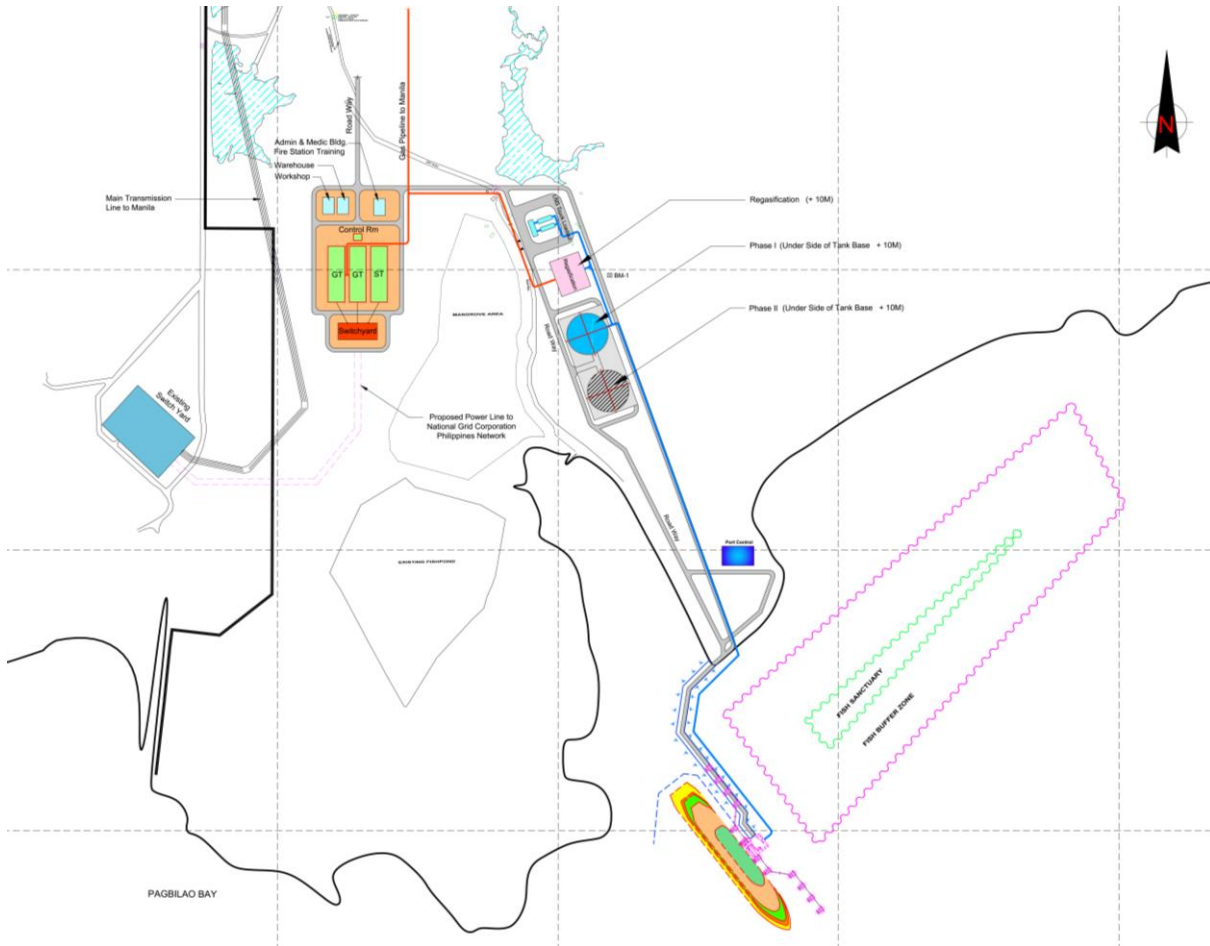 Road Way
Gas Pipeline to Manila
Admin & Medic Bldg.
Fire Station Training
Warehouse
Workshop
Main Transmission
Line to Manila
Control Rm
GT
GT
ST
Switchyard
Existing
Switch Yard
Proposed Power Line to
National Grid Corporation
Philippines Network
MANGROVE AREA
EXISTING FISHPOND
Regasification
BM-1
Road Way
Road Way
Regasification (+ 10M)
Phase I (Under Side of Tank Base + 10M)
Phase II (Under Side of Tank Base + 10M)
N
Port Control
FISH SANCTUARY
FISH BUFFER ZONE
PAGBILAO BAY